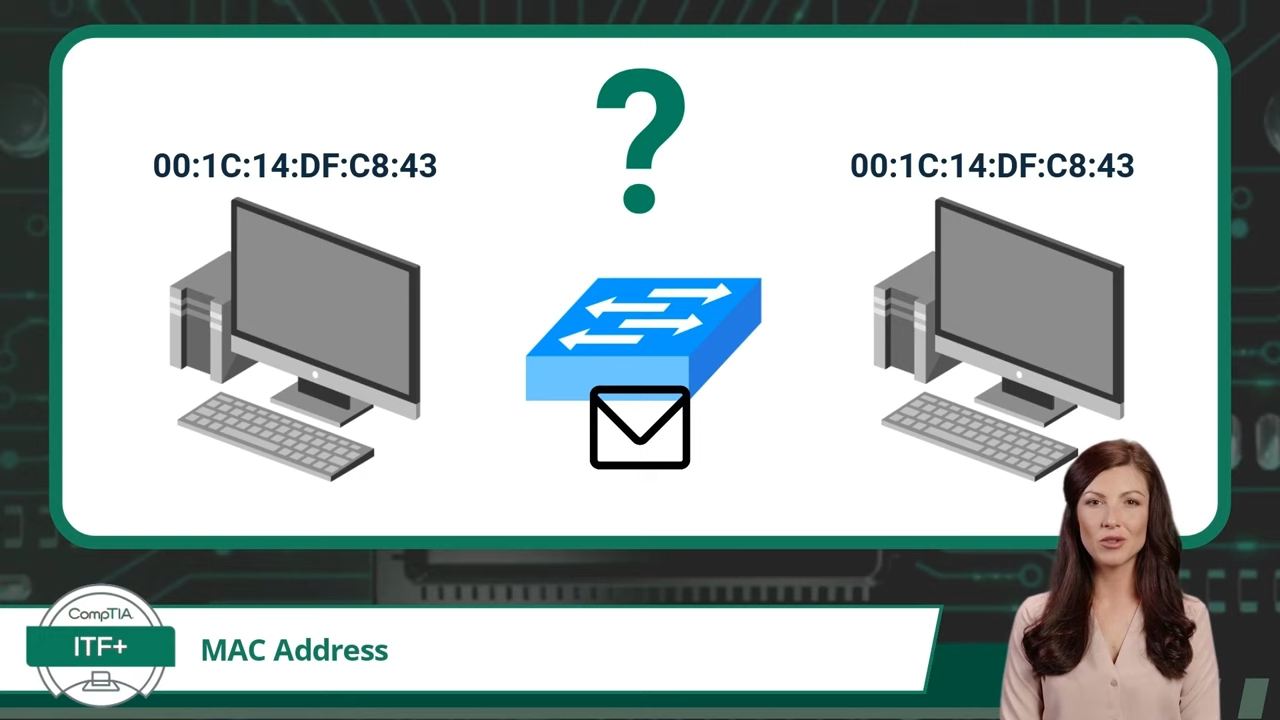 ?
00:1C:14:DF:C8:43
00:1C:14:DF:C8:43
CompTIA.
ITF+
MAC Address